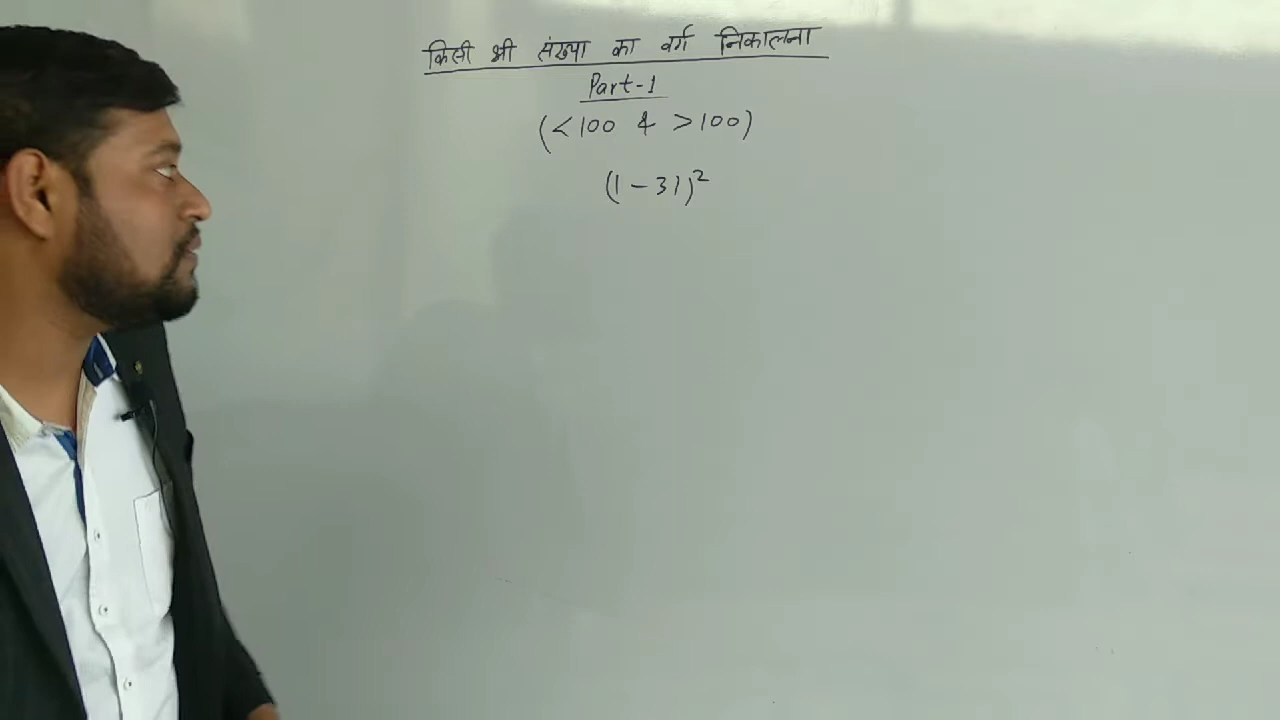 किसी भी संख्या का वर्ग निकालना
Part-1
(<100 & >100)
(1-31)²